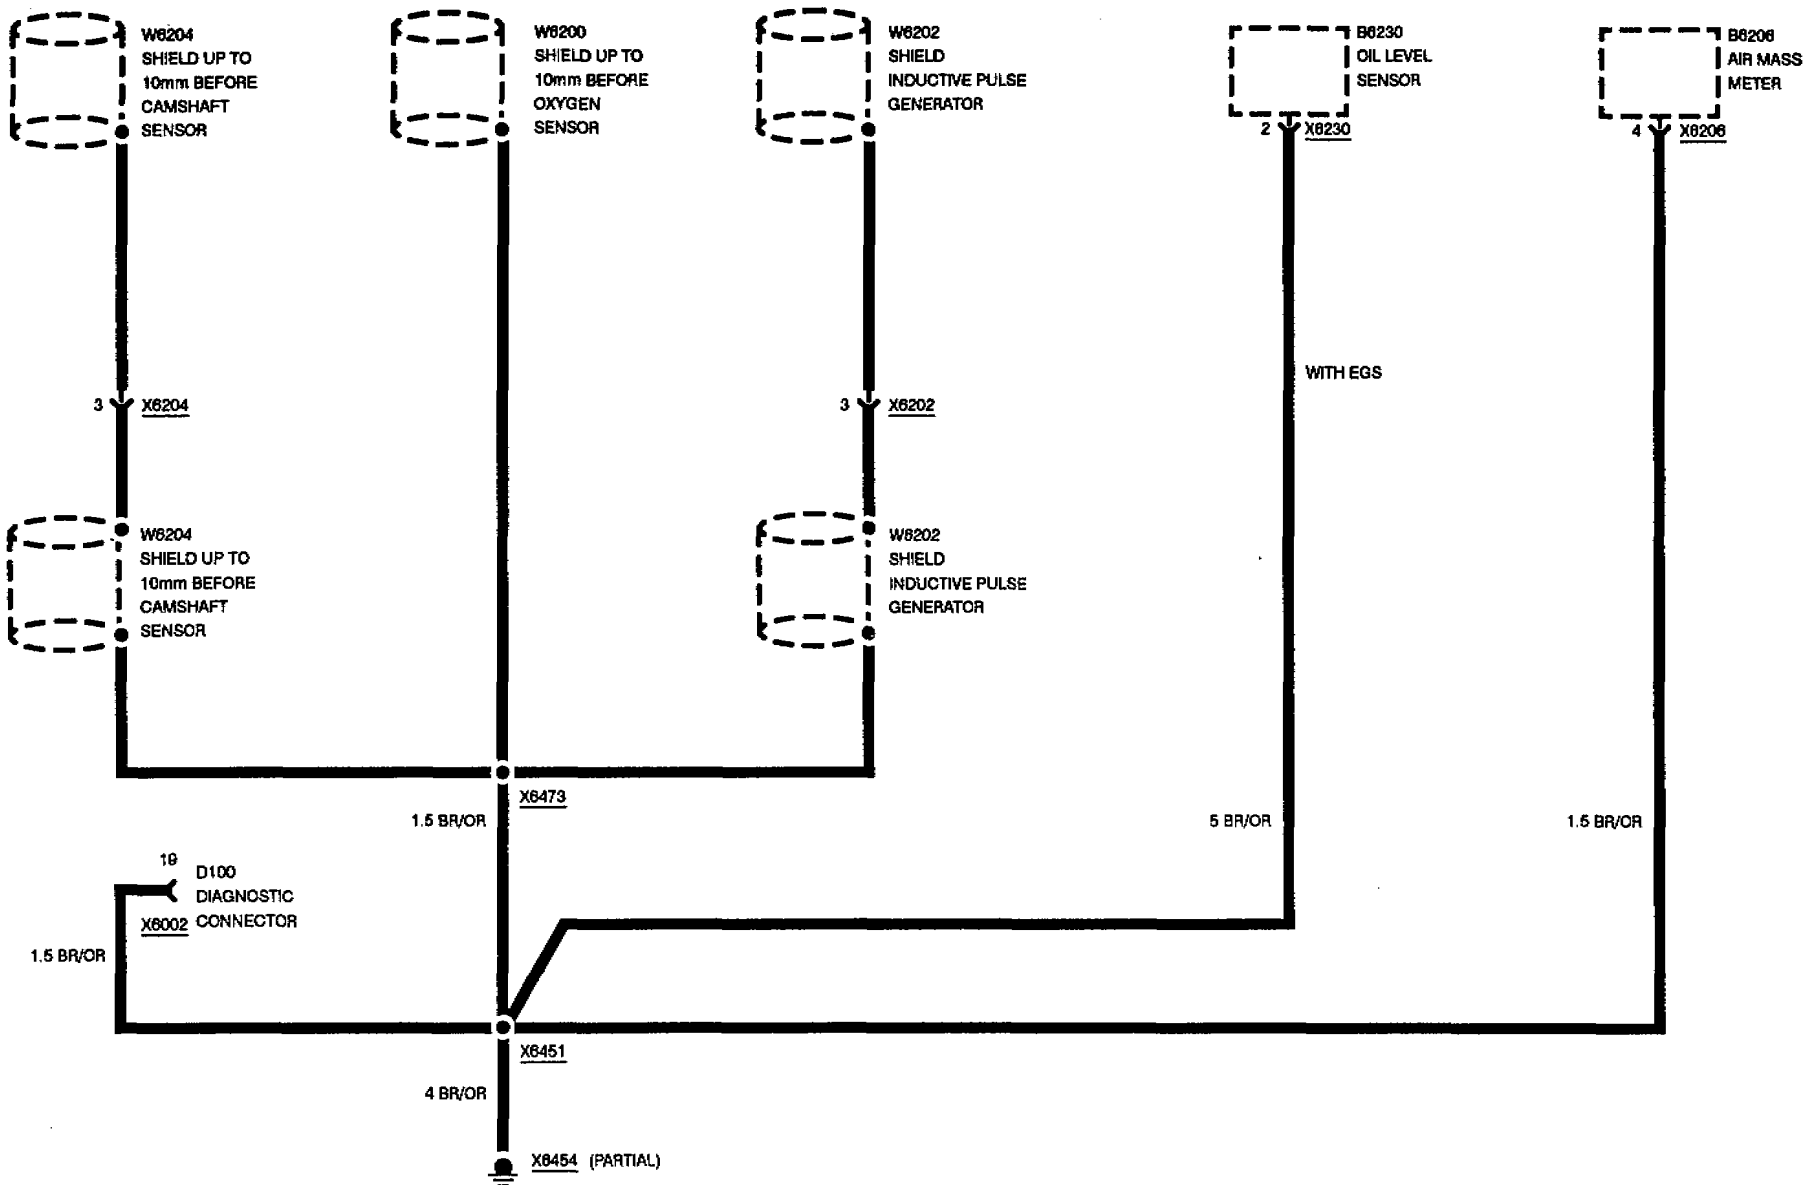 W6204
SHIELD UP TO
10mm BEFORE
CAMSHAFT
SENSOR
W6200
SHIELD UP TO
10mm BEFORE
OXYGEN
SENSOR
W6202
SHIELD
INDUCTIVE PULSE
GENERATOR
B6230
OIL LEVEL
SENSOR
2 X6230
B6206
AIR MASS
METER
4 X6206
WITH EGS
3 X6204
3 X6202
W6204
SHIELD UP TO
10mm BEFORE
CAMSHAFT
SENSOR
W6202
SHIELD
INDUCTIVE PULSE
GENERATOR
X6473
1.5 BR/OR
5 BR/OR
1.5 BR/OR
19
D100
DIAGNOSTIC
CONNECTOR
X6002
1.5 BR/OR
X6451
4 BR/OR
X6454 (PARTIAL)